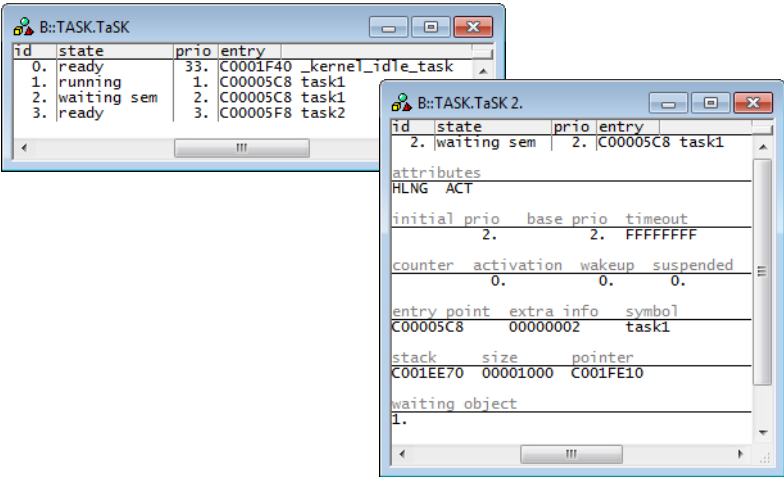 B::TASK.TaSK
id state prio entry
0. ready 33. C0001F40 _kernel_idle_task
1. running 1. C00005C8 task1
2. waiting sem 2. C00005C8 task1
3. ready 3. C00005F8 task2
B::TASK.TaSK 2.
id state prio entry
2. waiting sem 2. C00005C8 task1
attributes
HLNG ACT
initial prio base prio timeout
2. 2. FFFFFFFF
counter activation wakeup suspended
0. 0. 0.
entry point extra info symbol
C00005C8 00000002 task1
stack size pointer
C001EE70 00001000 C001FE10
waiting object
1.